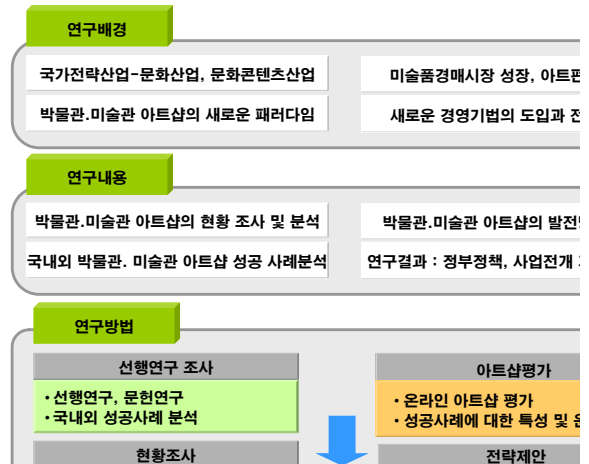 연구배경
국가전략산업-문화산업, 문화콘텐츠산업
미술품경매시장 성장, 아트펀
박물관.미술관 아트샵의 새로운 패러다임
새로운 경영기법의 도입과 전
연구내용
박물관.미술관 아트샵의 현황 조사 및 분석
박물관.미술관 아트샵의 발전
국내외 박물관. 미술관 아트샵 성공 사례분석
연구결과 : 정부정책, 사업전개
연구방법
선행연구 조사
아트샵평가
• 선행연구, 문헌연구
• 국내외 성공사례 분석
• 온라인 아트샵 평가
• 성공사례에 대한 특성 및
현황조사
전략제안